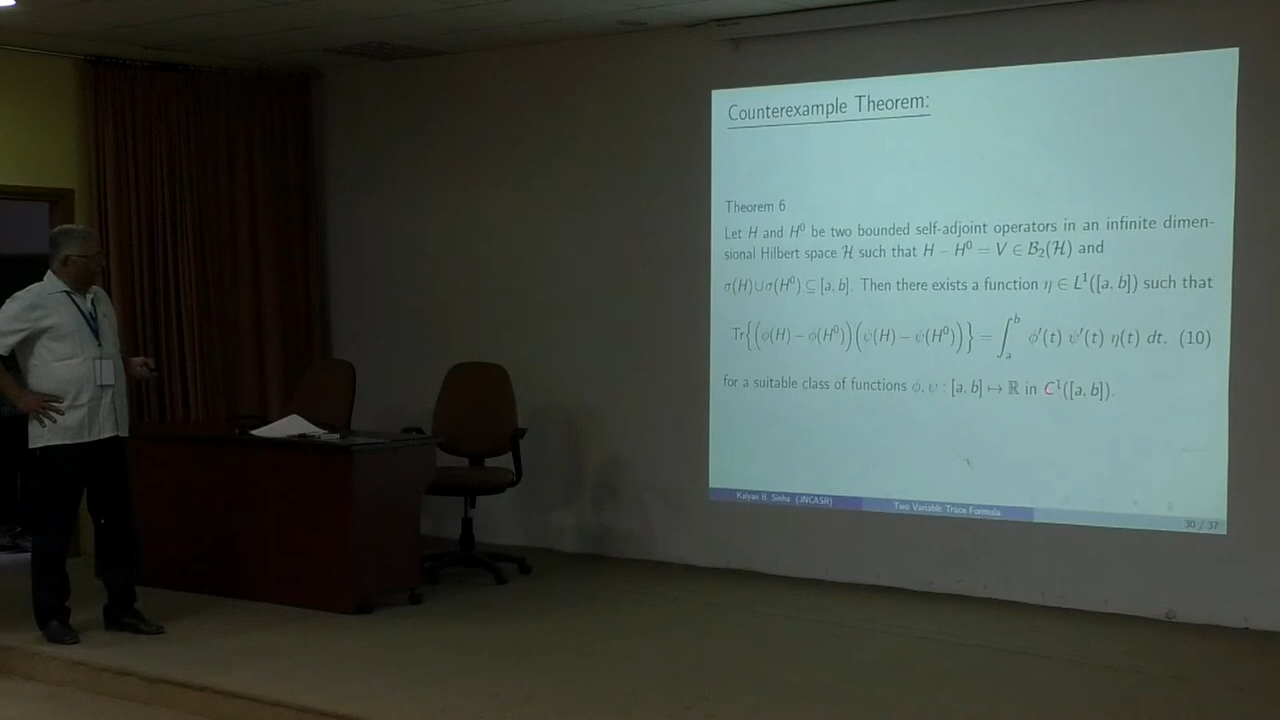 Counterexample Theorem:
Theorem 6
Let H and H⁰ be two bounded self-adjoint operators in an infinite dimen-
sional Hilbert space ℋ such that H − H⁰ = V ∈ ℬ₂(ℋ) and
σ(H)∪σ(H⁰) ⊆ [a, b]. Then there exists a function η ∈ L¹([a, b]) such that
Tr{(ϕ(H) − ϕ(H⁰))(ψ(H) − ψ(H⁰))} = ∫ₐᵇ ϕ′(t) ψ′(t) η(t) dt. (10)
for a suitable class of functions ϕ, ψ : [a, b] ↦ ℝ in C¹([a, b]).
Kalyan B. Sinha (JNCASR) Two Variable Trace Formula 30 / 37